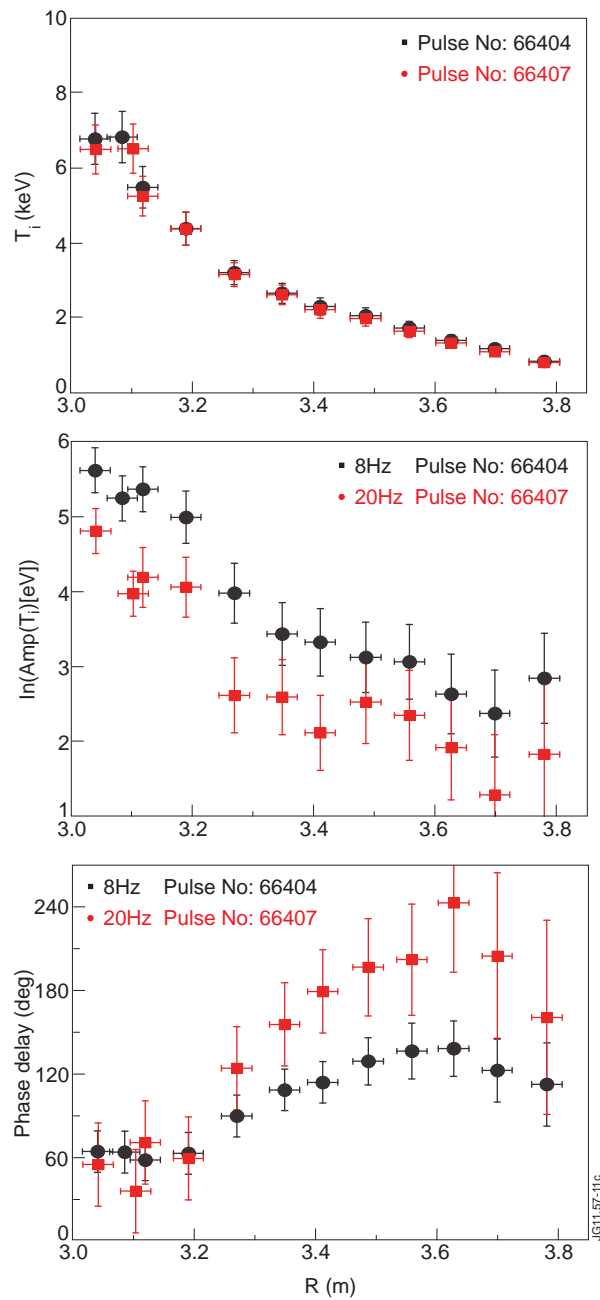 10
Pulse No: 66404
Pulse No: 66407
8
6
T_i (keV)
4
2
0
3.0 3.2 3.4 3.6 3.8
6
8Hz Pulse No: 66404
20Hz Pulse No: 66407
5
4
ln(Amp(T_i)[eV])
3
2
1
3.0 3.2 3.4 3.6 3.8
8Hz Pulse No: 66404
20Hz Pulse No: 66407
240
180
Phase delay (deg)
120
60
0
3.0 3.2 3.4 3.6 3.8
R (m)
JG11.57-11c